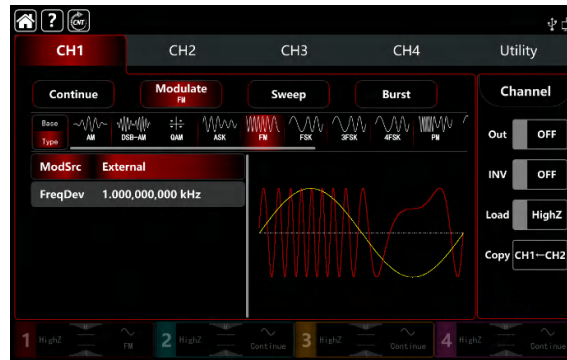 ? CNT
CH1 CH2 CH3 CH4 Utility
Continue Modulate Sweep Burst Channel
FM
Base
Type AM DSB-AM QAM ASK FM FSK 3FSK 4FSK PM
Out OFF
ModSrc External
INV OFF
FreqDev 1.000,000,000 kHz
Load HighZ
Copy CH1←CH2
1 HighZ FM 2 HighZ Continue 3 HighZ Continue 4 HighZ Continue